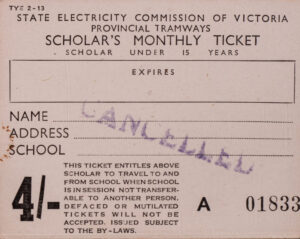 TYE 2-13
STATE ELECTRICITY COMMISSION OF VICTORIA
PROVINCIAL TRAMWAYS
SCHOLAR'S MONTHLY TICKET
SCHOLAR UNDER 15 YEARS
EXPIRES
NAME
ADDRESS
SCHOOL
CANCELLED
4/-
THIS TICKET ENTITLES ABOVE
SCHOLAR TO TRAVEL TO AND
FROM SCHOOL WHEN SCHOOL
IS IN SESSION NOT TRANSFER-
ABLE TO ANOTHER PERSON.
DEFACED OR MUTILATED
TICKETS WILL NOT BE
ACCEPTED. ISSUED SUBJECT
TO THE BY-LAWS.
A 01833